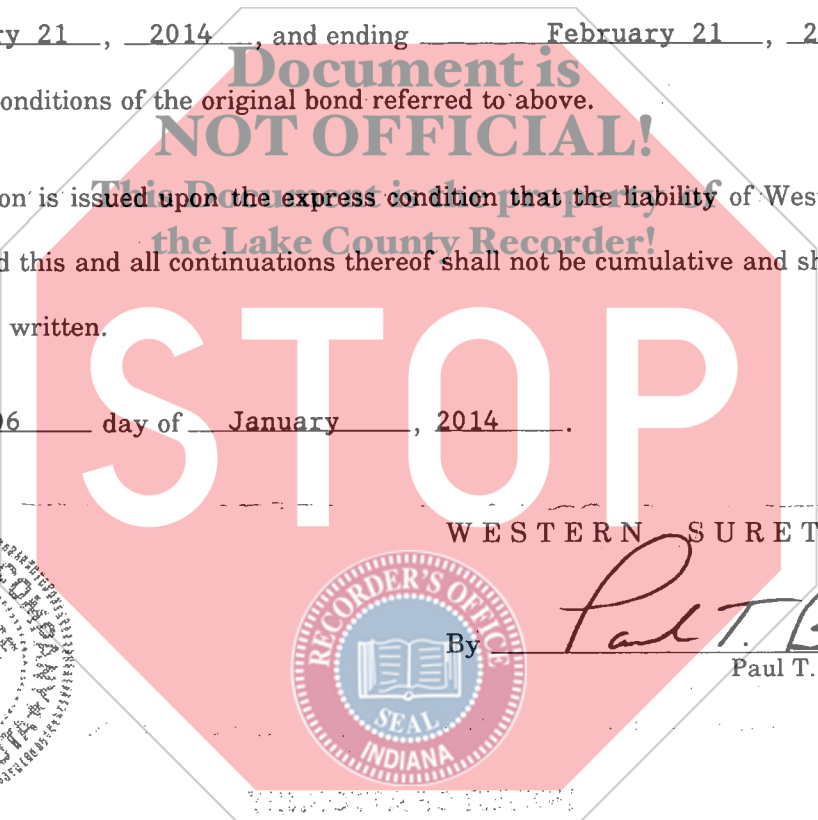 ry 21 , 2014 , and ending February 21 , 2
Document is
onditions of the original bond referred to above.
NOT OFFICIAL!
on is issued upon the express condition that the liability of Wes
This Document is the property of
the Lake County Recorder!
d this and all continuations thereof shall not be cumulative and sh
written.
STOP
06 day of January , 2014 .
WESTERN SURET
COMPANY
RECORDER'S OFFICE
By Paul T.
Paul T.
SEAL
INDIANA